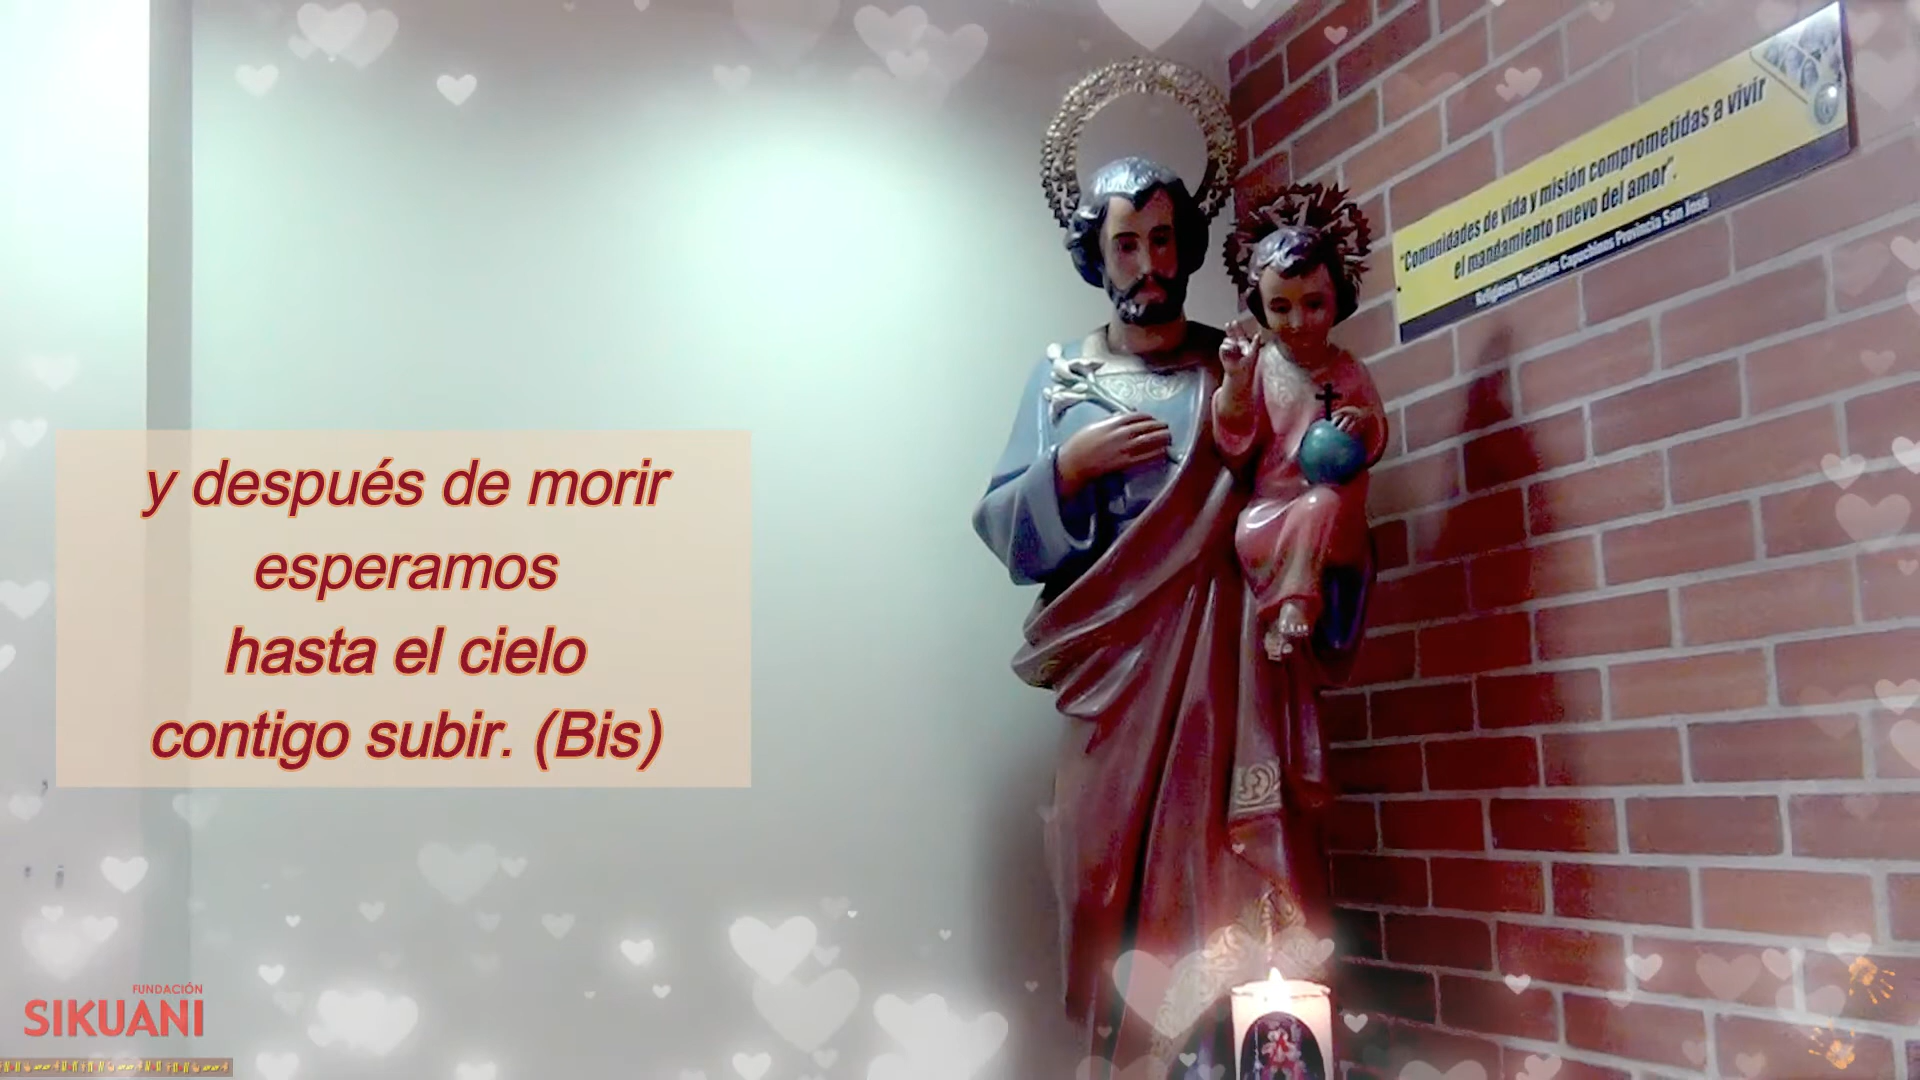 "Comunidades de vida y misión comprometidas a vivir
el mandamiento nuevo del amor".
Religiosos Terciarios Capuchinos Provincia San José
y después de morir
esperamos
hasta el cielo
contigo subir. (Bis)
FUNDACIÓN
SIKUANI